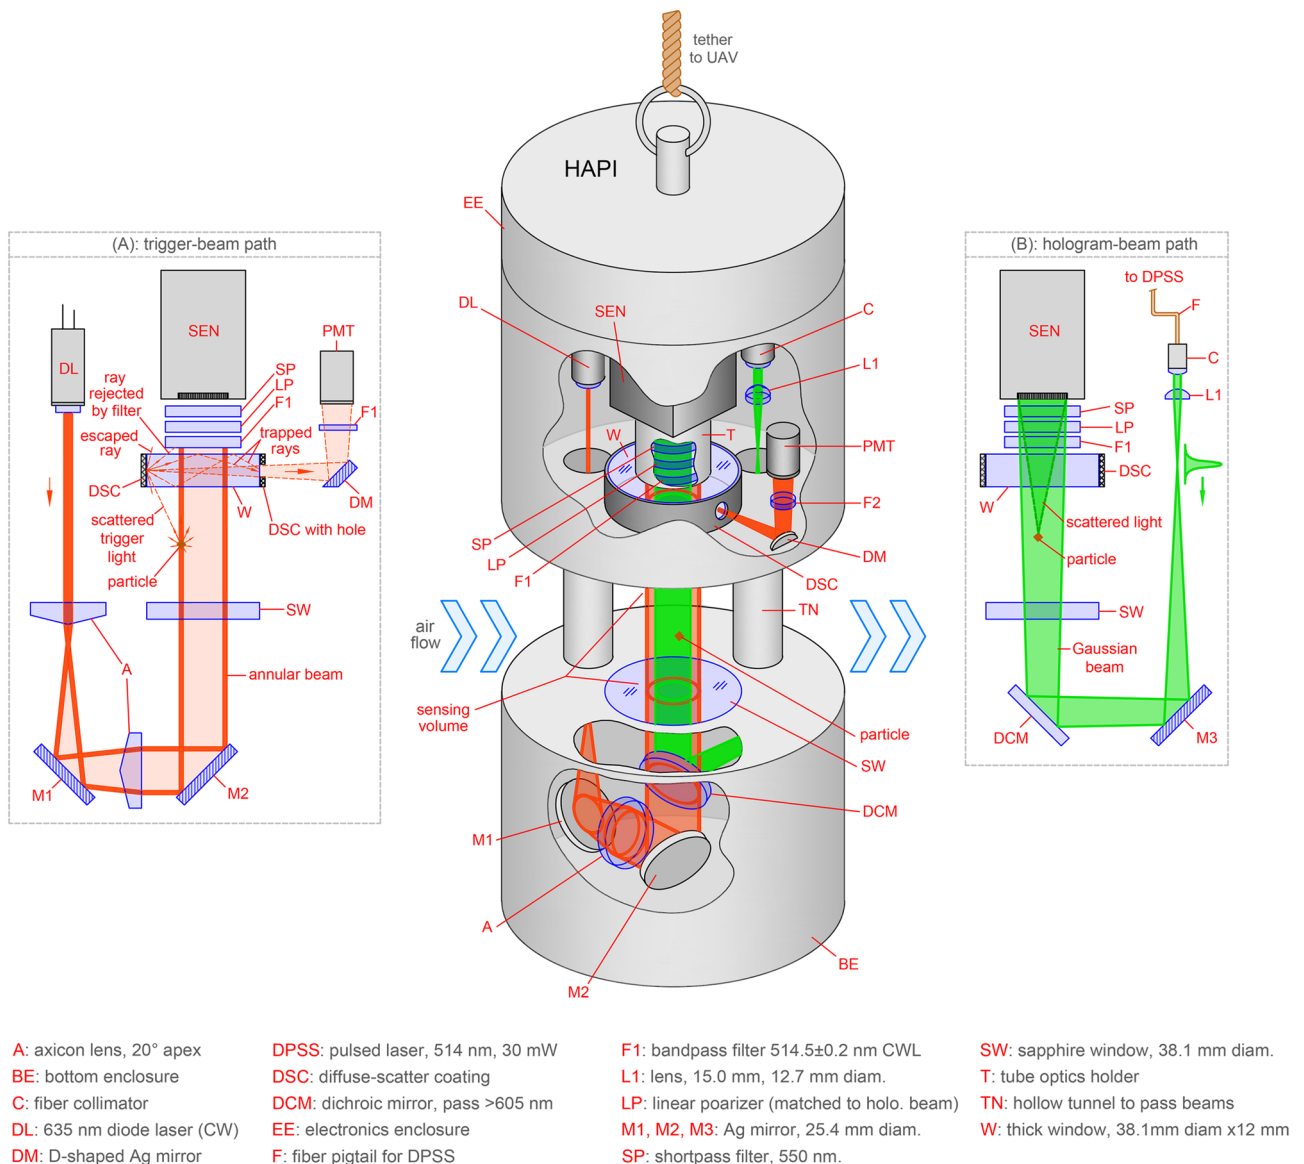 tether
to UAV
HAPI
EE
DL
SEN
C
L1
W
T
PMT
SP
LP
F1
F2
DM
DSC
TN
air
flow
sensing
volume
particle
SW
DCM
M1
A
M2
BE
(A): trigger-beam path
SEN
PMT
DL
ray
rejected
by filter
SP
LP
F1
F1
escaped
ray
trapped
rays
DSC
W
DM
DSC with hole
scattered
trigger
light
particle
SW
A
annular beam
M1
M2
(B): hologram-beam path
to DPSS
F
SEN
C
L1
SP
LP
F1
DSC
W
scattered light
particle
SW
Gaussian
beam
DCM
M3
A: axicon lens, 20° apex
BE: bottom enclosure
C: fiber collimator
DL: 635 nm diode laser (CW)
DM: D-shaped Ag mirror
DPSS: pulsed laser, 514 nm, 30 mW
DSC: diffuse-scatter coating
DCM: dichroic mirror, pass >605 nm
EE: electronics enclosure
F: fiber pigtail for DPSS
F1: bandpass filter 514.5±0.2 nm CWL
L1: lens, 15.0 mm, 12.7 mm diam.
LP: linear poarizer (matched to holo. beam)
M1, M2, M3: Ag mirror, 25.4 mm diam.
SP: shortpass filter, 550 nm.
SW: sapphire window, 38.1 mm diam.
T: tube optics holder
TN: hollow tunnel to pass beams
W: thick window, 38.1mm diam x12 mm